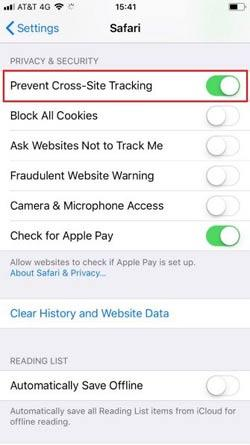 AT&T 4G 15:41
Settings Safari
PRIVACY & SECURITY
Prevent Cross-Site Tracking
Block All Cookies
Ask Websites Not to Track Me
Fraudulent Website Warning
Camera & Microphone Access
Check for Apple Pay
Allow websites to check if Apple Pay is set up.
About Safari & Privacy...
Clear History and Website Data
READING LIST
Automatically Save Offline
Automatically save all Reading List items from iCloud for
offline reading.